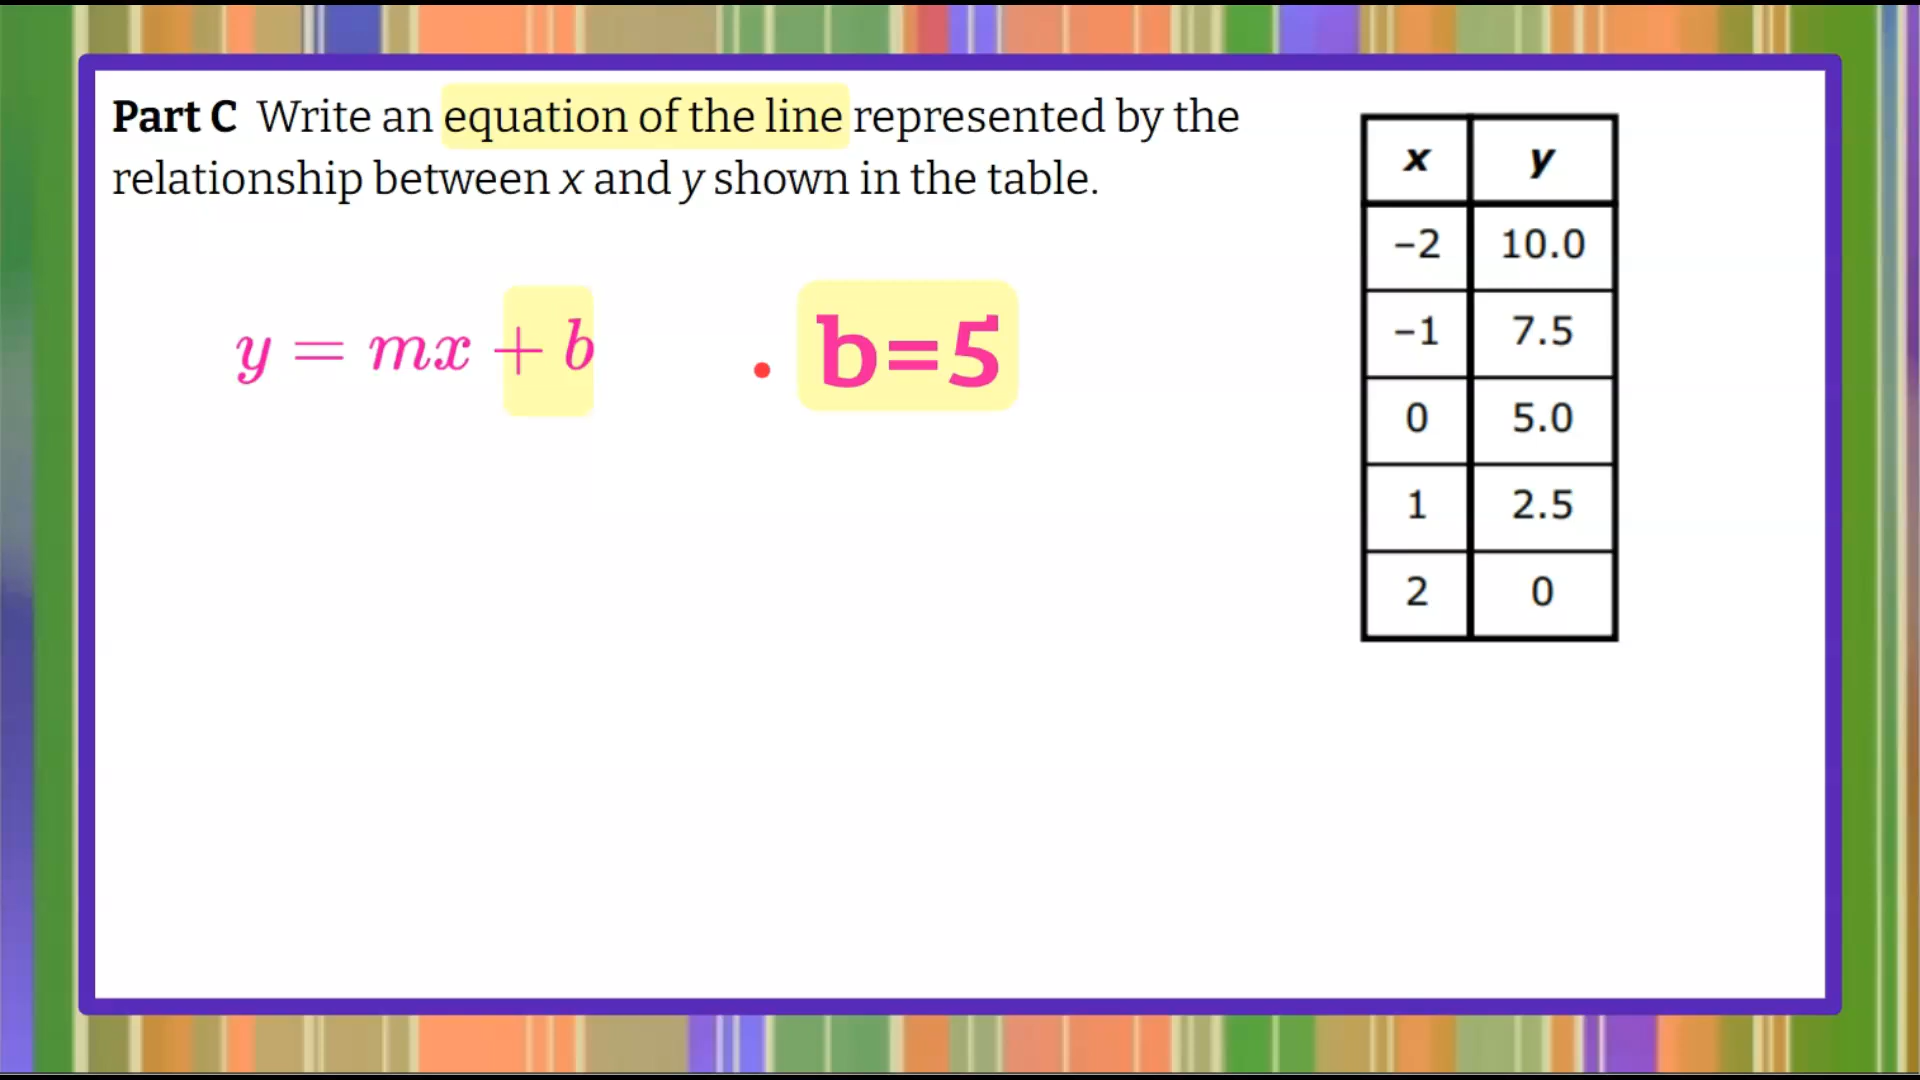 Part C Write an equation of the line represented by the
relationship between x and y shown in the table.
y = mx + b
b=5
x y
−2 10.0
−1 7.5
0 5.0
1 2.5
2 0